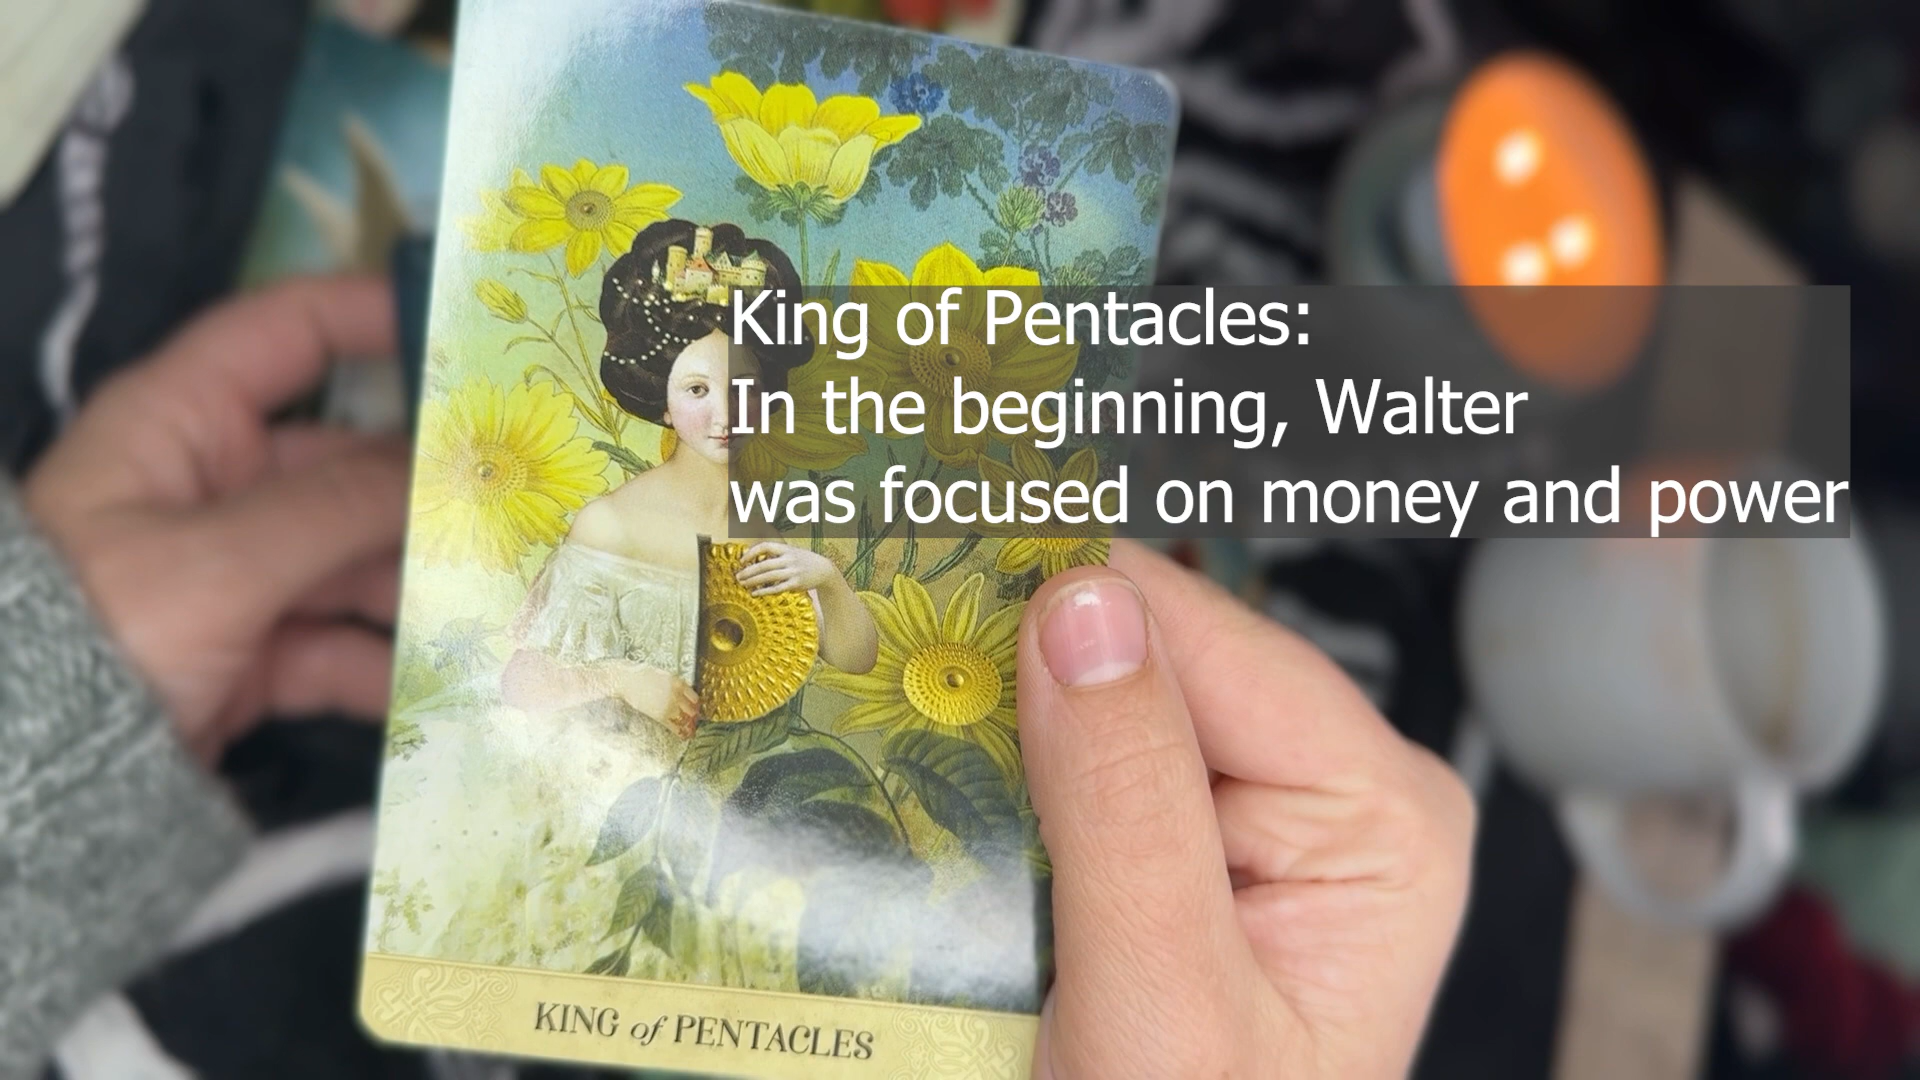 King of Pentacles:
In the beginning, Walter
was focused on money and power
KING of PENTACLES